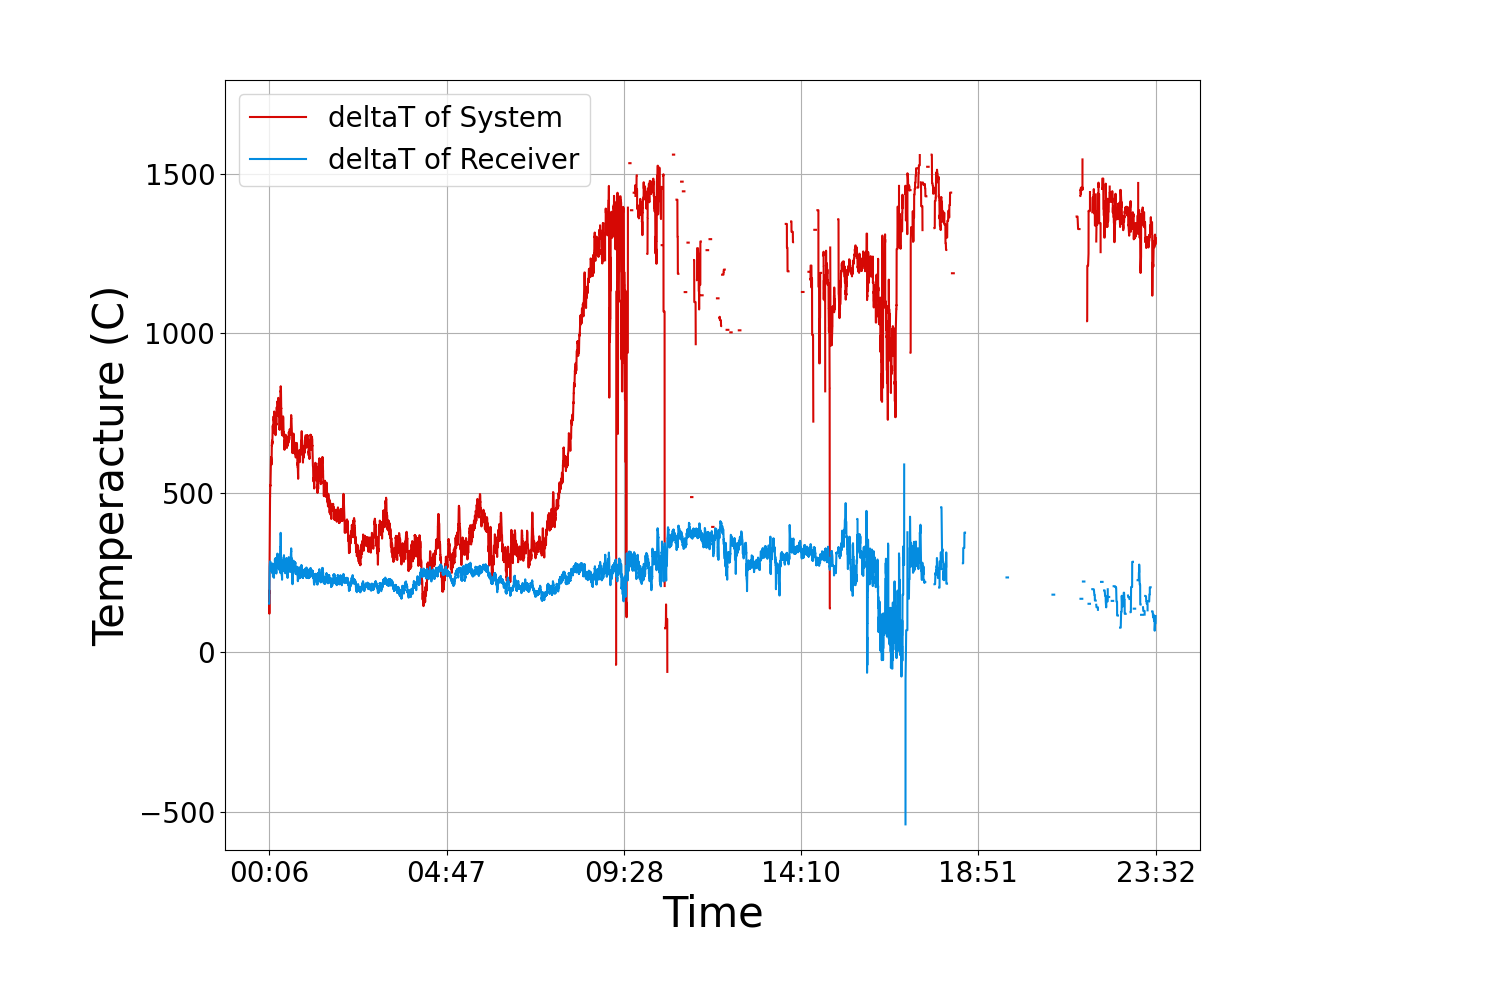 deltaT of System
deltaT of Receiver
1500
1000
500
0
−500
Temperacture (C)
00:06 04:47 09:28 14:10 18:51 23:32
Time